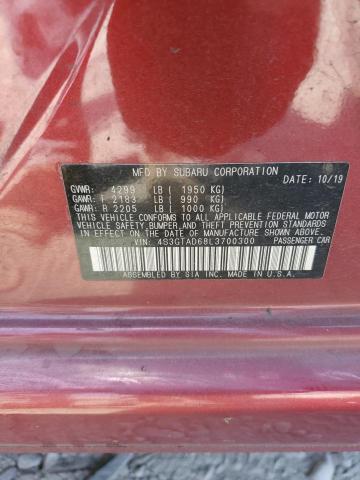 MFD BY SUBARU CORPORATION
DATE: 10/19
GVWR: 4299 LB ( 1950 KG)
GAWR: F 2183 LB ( 990 KG)
GAWR: R 2205 LB ( 1000 KG)
THIS VEHICLE CONFORMS TO ALL APPLICABLE FEDERAL MOTOR
VEHICLE SAFETY,BUMPER,AND THEFT PREVENTION
STANDARDS IN EFFECT ON THE DATE OF MANUFACTURE SHOWN ABOVE.
VIN: 4S3GTAD68L3700300 PASSENGER CAR
MADE BY SIA INC. MADE IN U.S.A.